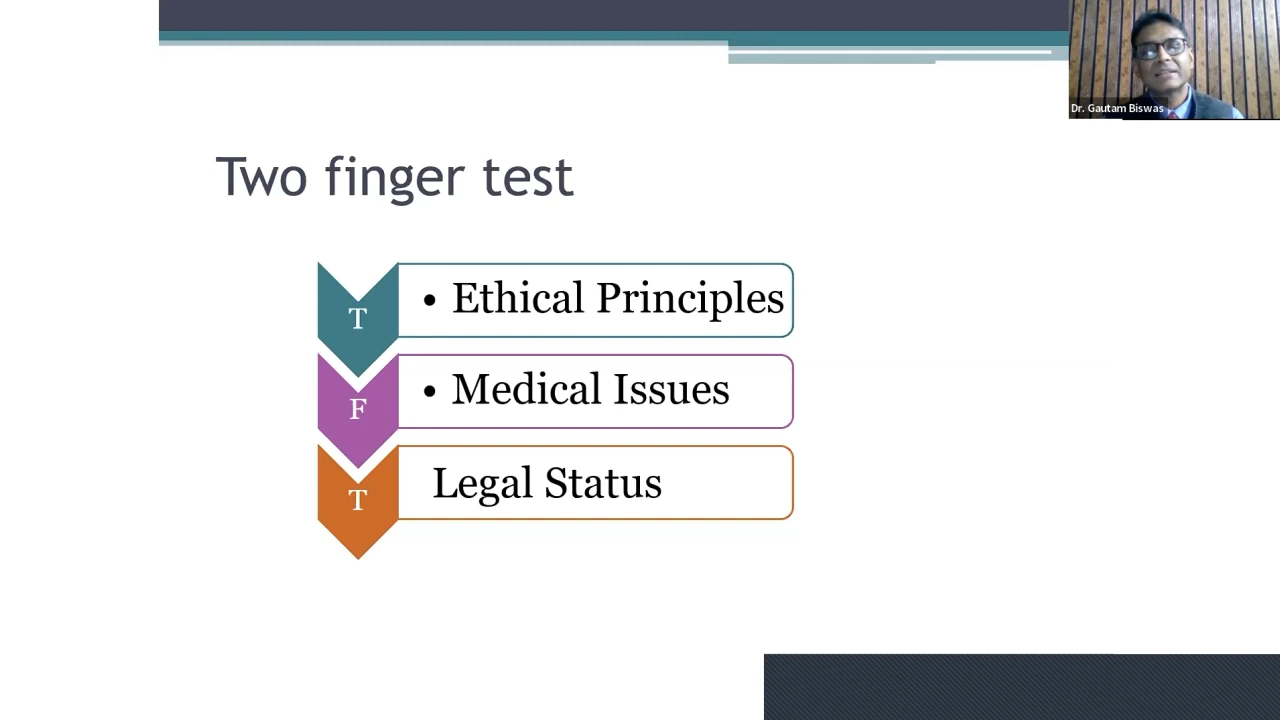 Dr. Gautam Biswas
Two finger test
T
• Ethical Principles
F
• Medical Issues
T
Legal Status